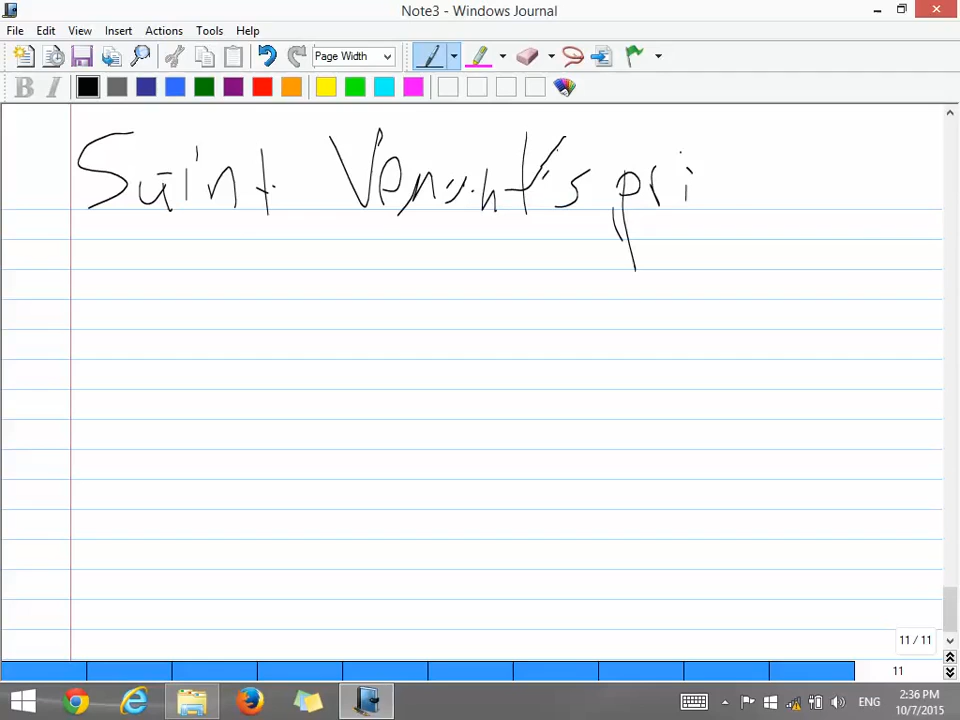 Note3 - Windows Journal
File Edit View Insert Actions Tools Help
Page Width
B I
Saint Venant's pri
11 / 11
11
ENG
2:36 PM
10/7/2015